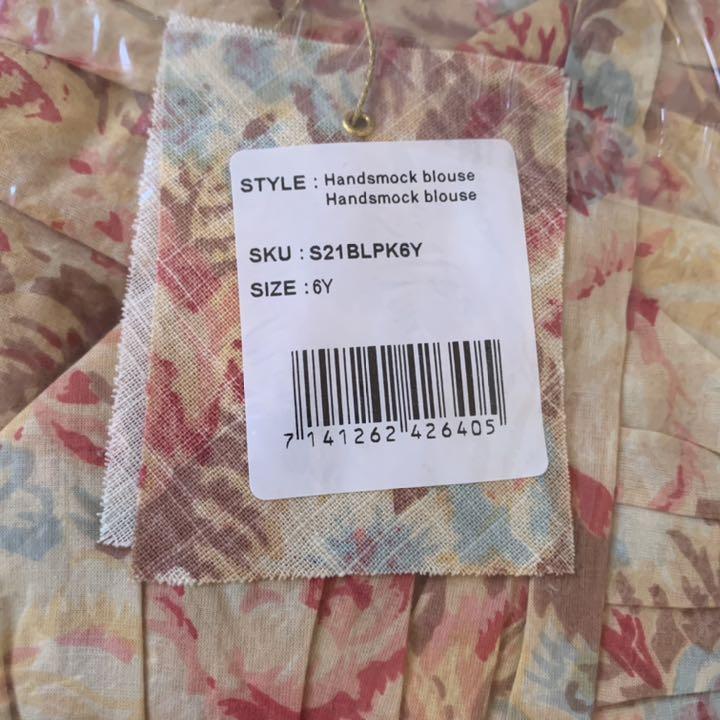 STYLE : Handsmock blouse
Handsmock blouse
SKU : S21BLPK6Y
SIZE : 6Y
7 141262 426405